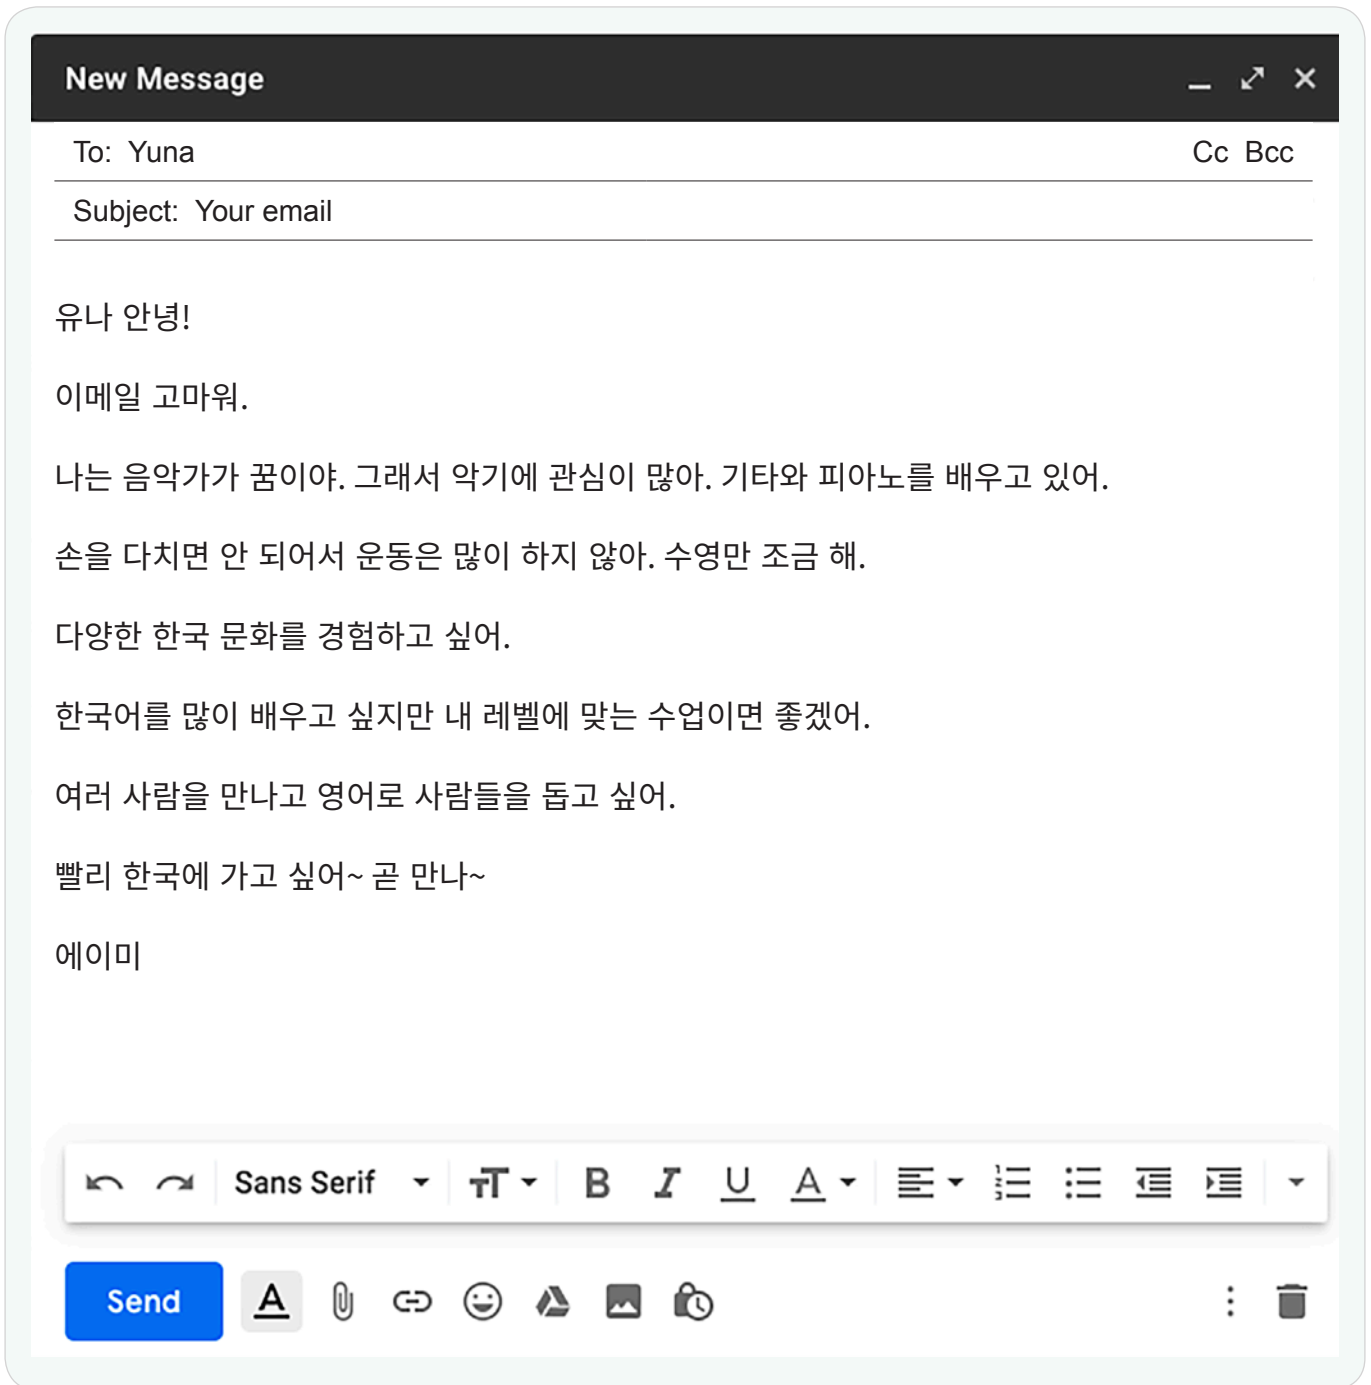 New Message
To: Yuna Cc Bcc
Subject: Your email
유나 안녕!
이메일 고마워.
나는 음악가가 꿈이야. 그래서 악기에 관심이 많아. 기타와 피아노를 배우고 있어.
손을 다치면 안 되어서 운동은 많이 하지 않아. 수영만 조금 해.
다양한 한국 문화를 경험하고 싶어.
한국어를 많이 배우고 싶지만 내 레벨에 맞는 수업이면 좋겠어.
여러 사람을 만나고 영어로 사람들을 돕고 싶어.
빨리 한국에 가고 싶어~ 곧 만나~
에이미
Sans Serif
Send